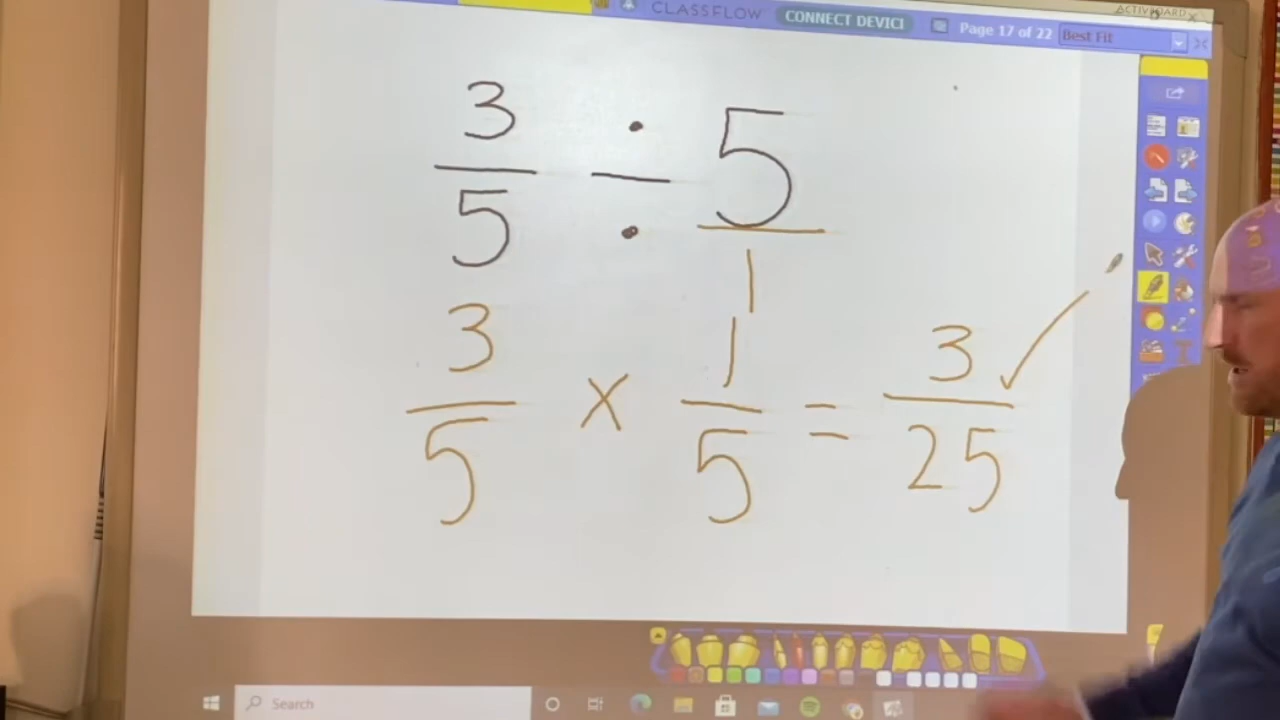 ACTIVBOARD
CLASSFLOW CONNECT DEVICE Page 17 of 22 Best Fit
3/5 ÷ 5/1
3/5 x 1/5 = 3/25 ✓
Search